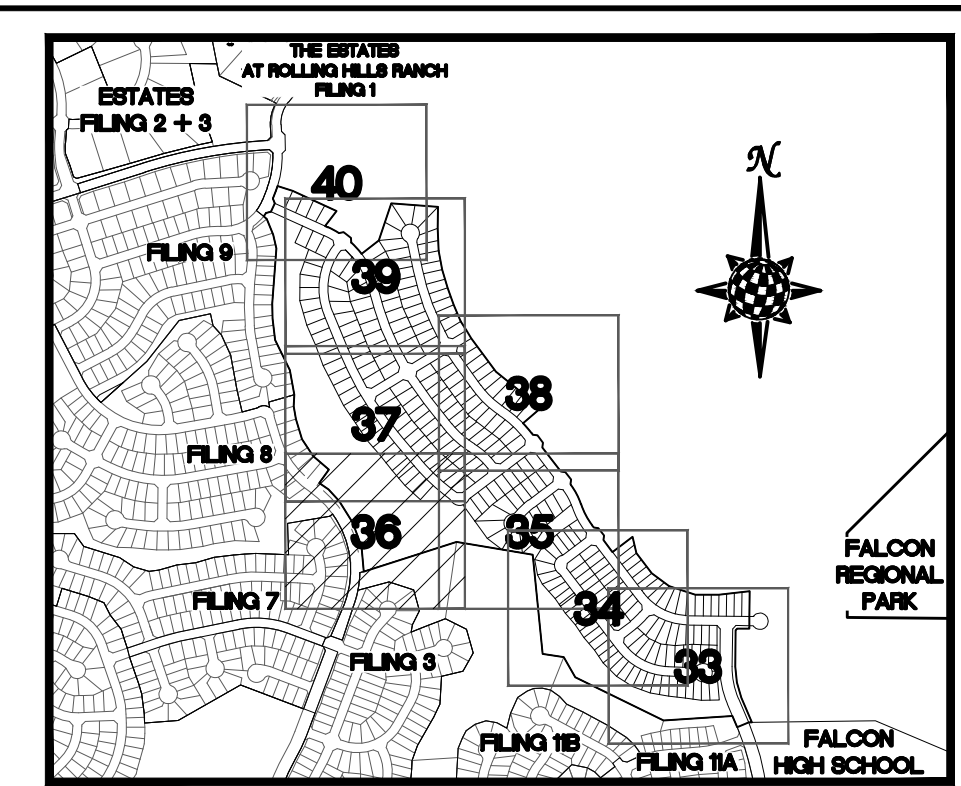 THE ESTATES
AT ROLLING HILLS RANCH
FILING 1
ESTATES
FILING 2 + 3
N
40
FILING 9
39
38
37
FILING 8
36
35
FALCON
REGIONAL
PARK
FILING 7
34
FILING 3
33
FILING 11B
FILING 11A
FALCON
HIGH SCHOOL